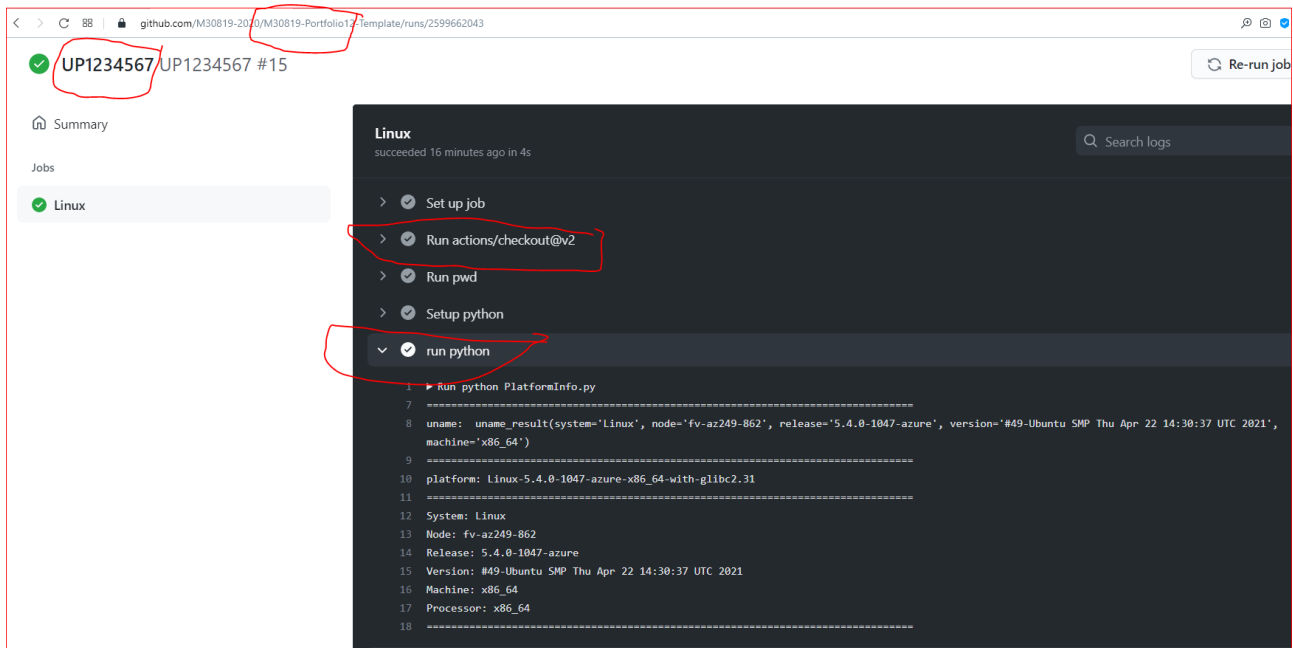 github.com/M30819-2020/M30819-Portfolio12-Template/runs/2599662043
UP1234567 UP1234567 #15
Re-run job
Summary
Jobs
Linux
Linux
succeeded 16 minutes ago in 4s
Search logs
Set up job
Run actions/checkout@v2
Run pwd
Setup python
run python
1 ▶ Run python PlatformInfo.py
7 ================================================================================
8 uname: uname_result(system='Linux', node='fv-az249-862', release='5.4.0-1047-azure', version='#49-Ubuntu SMP Thu Apr 22 14:30:37 UTC 2021',
machine='x86_64')
9 ================================================================================
10 platform: Linux-5.4.0-1047-azure-x86_64-with-glibc2.31
11 ================================================================================
12 System: Linux
13 Node: fv-az249-862
14 Release: 5.4.0-1047-azure
15 Version: #49-Ubuntu SMP Thu Apr 22 14:30:37 UTC 2021
16 Machine: x86_64
17 Processor: x86_64
18 ================================================================================